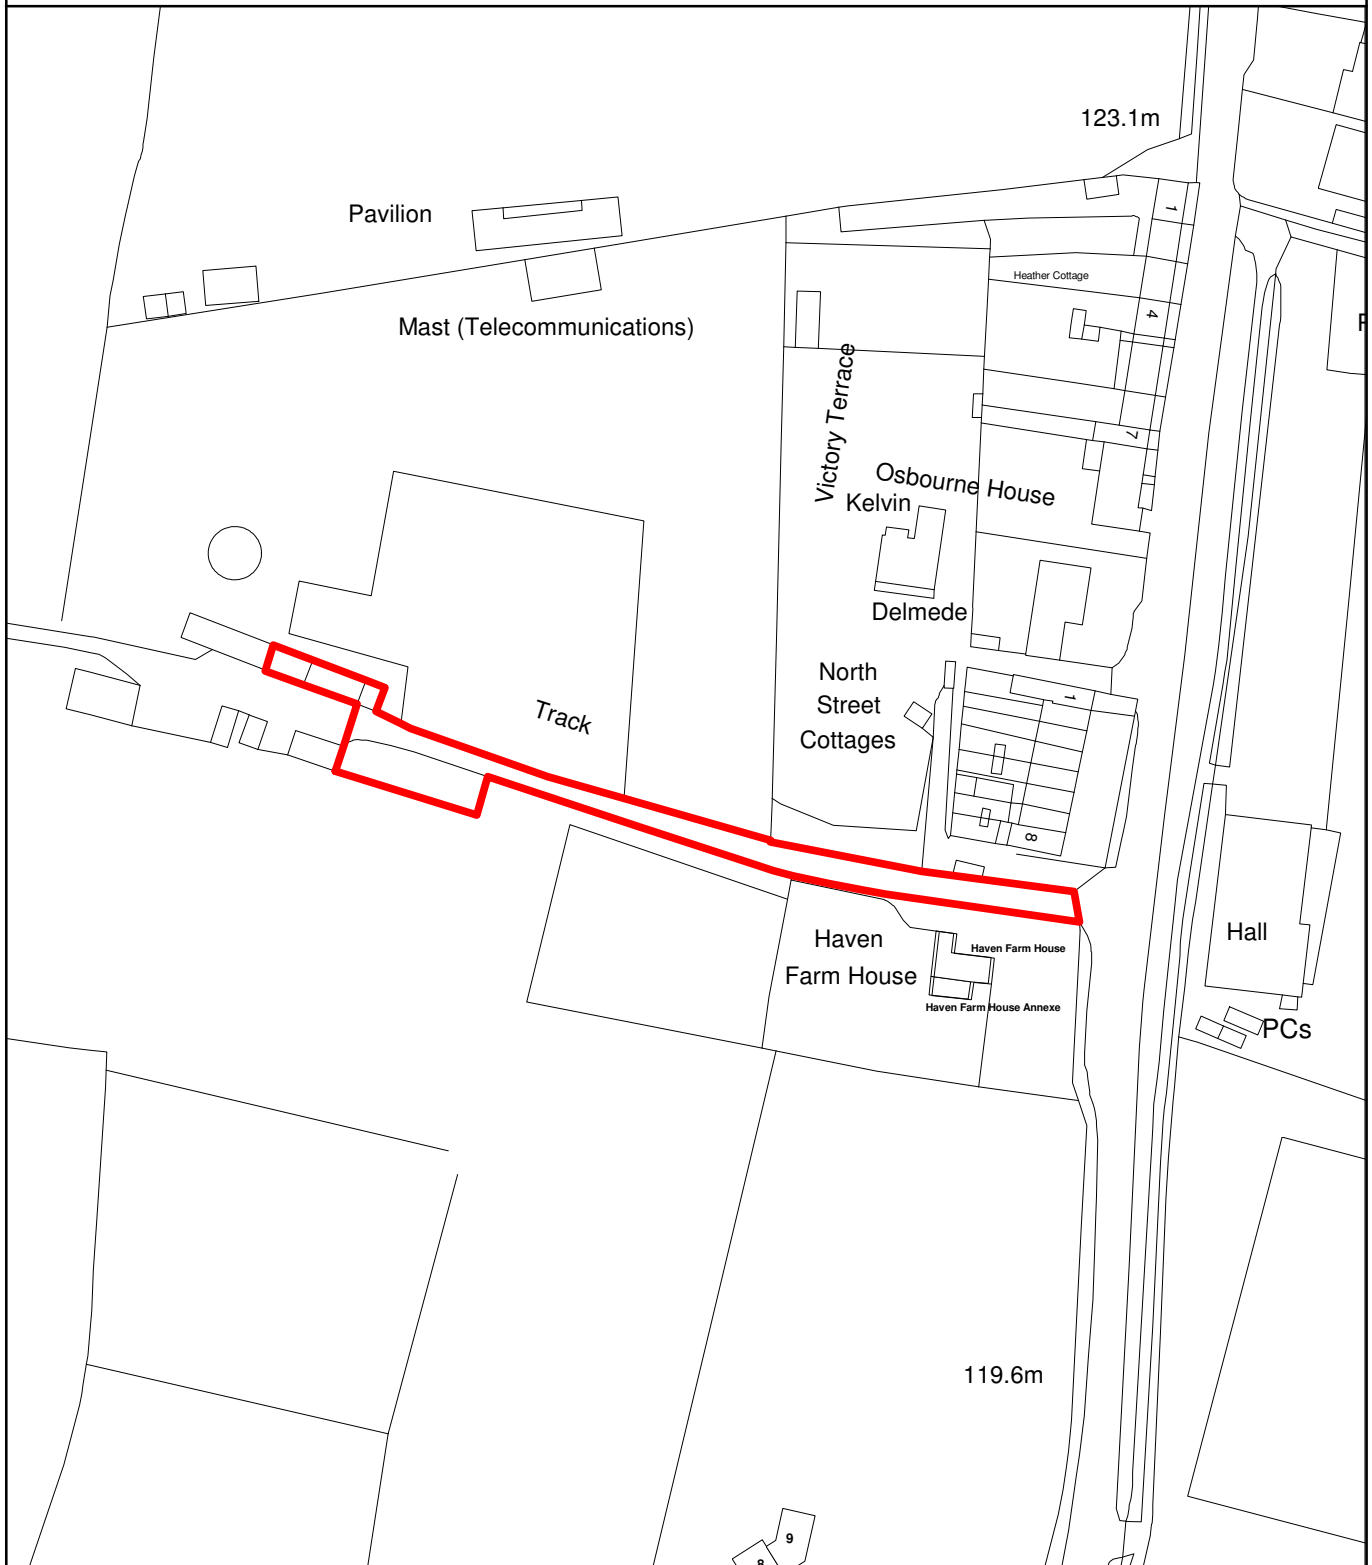 123.1m
Pavilion
1
Heather Cottage
Mast (Telecommunications)
4
Victory Terrace
7
Osbourne House
Kelvin
Delmede
North
Street
Cottages
1
Track
8
Haven
Farm House
Haven Farm House
Hall
Haven Farm House Annexe
PCs
119.6m
9
8